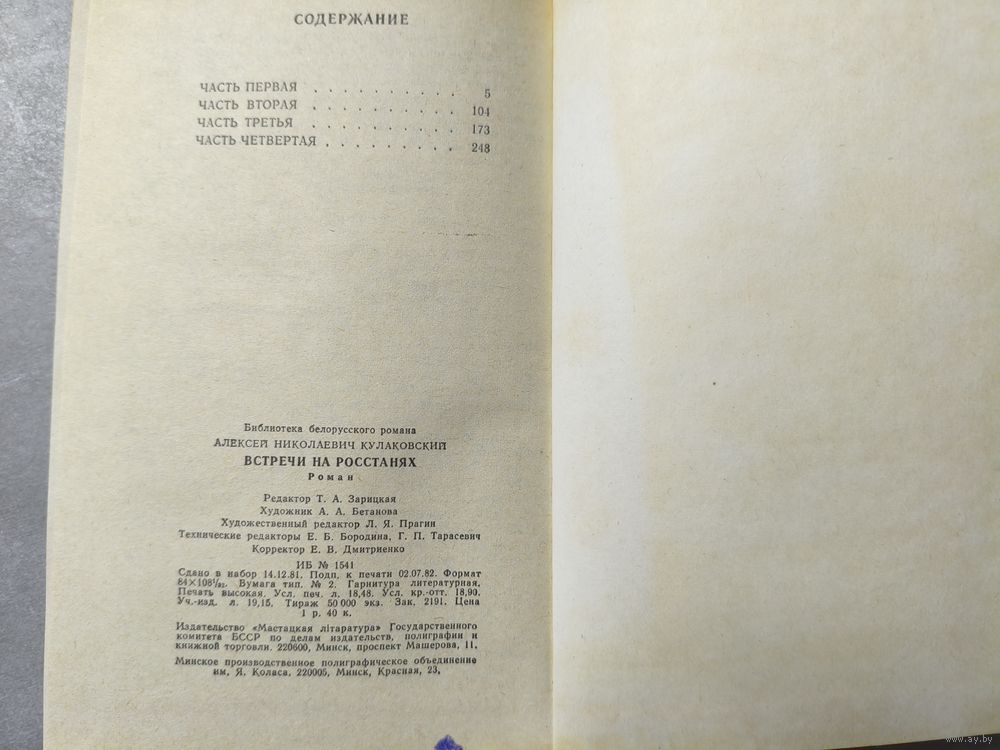 СОДЕРЖАНИЕ
ЧАСТЬ ПЕРВАЯ . . . . . . . . . . 5
ЧАСТЬ ВТОРАЯ . . . . . . . . . . 104
ЧАСТЬ ТРЕТЬЯ . . . . . . . . . . 173
ЧАСТЬ ЧЕТВЕРТАЯ . . . . . . . . . 248
Библиотека белорусского романа
АЛЕКСЕЙ НИКОЛАЕВИЧ КУЛАКОВСКИЙ
ВСТРЕЧИ НА РОССТАНЯХ
Роман
Редактор Т. А. Зарицкая
Художник А. А. Бетанова
Художественный редактор Л. Я. Прагин
Технические редакторы Е. Б. Бородина, Г. П. Тарасевич
Корректор Е. В. Дмитриенко
ИБ № 1541
Сдано в набор 14.12.81. Подп. к печати 02.07.82. Формат
84×108¹/₃₂. Бумага тип. № 2. Гарнитура литературная.
Печать высокая. Усл. печ. л. 18,48. Усл. кр.-отт. 18,90.
Уч.-изд. л. 19,15. Тираж 50 000 экз. Зак. 2191. Цена
1 р. 40 к.
Издательство «Мастацкая літаратура» Государственного
комитета БССР по делам издательств, полиграфии и
книжной торговли. 220600, Минск, проспект Машерова, 11.
Минское производственное полиграфическое объединение
им. Я. Коласа. 220005, Минск, Красная, 23.
www.ay.by